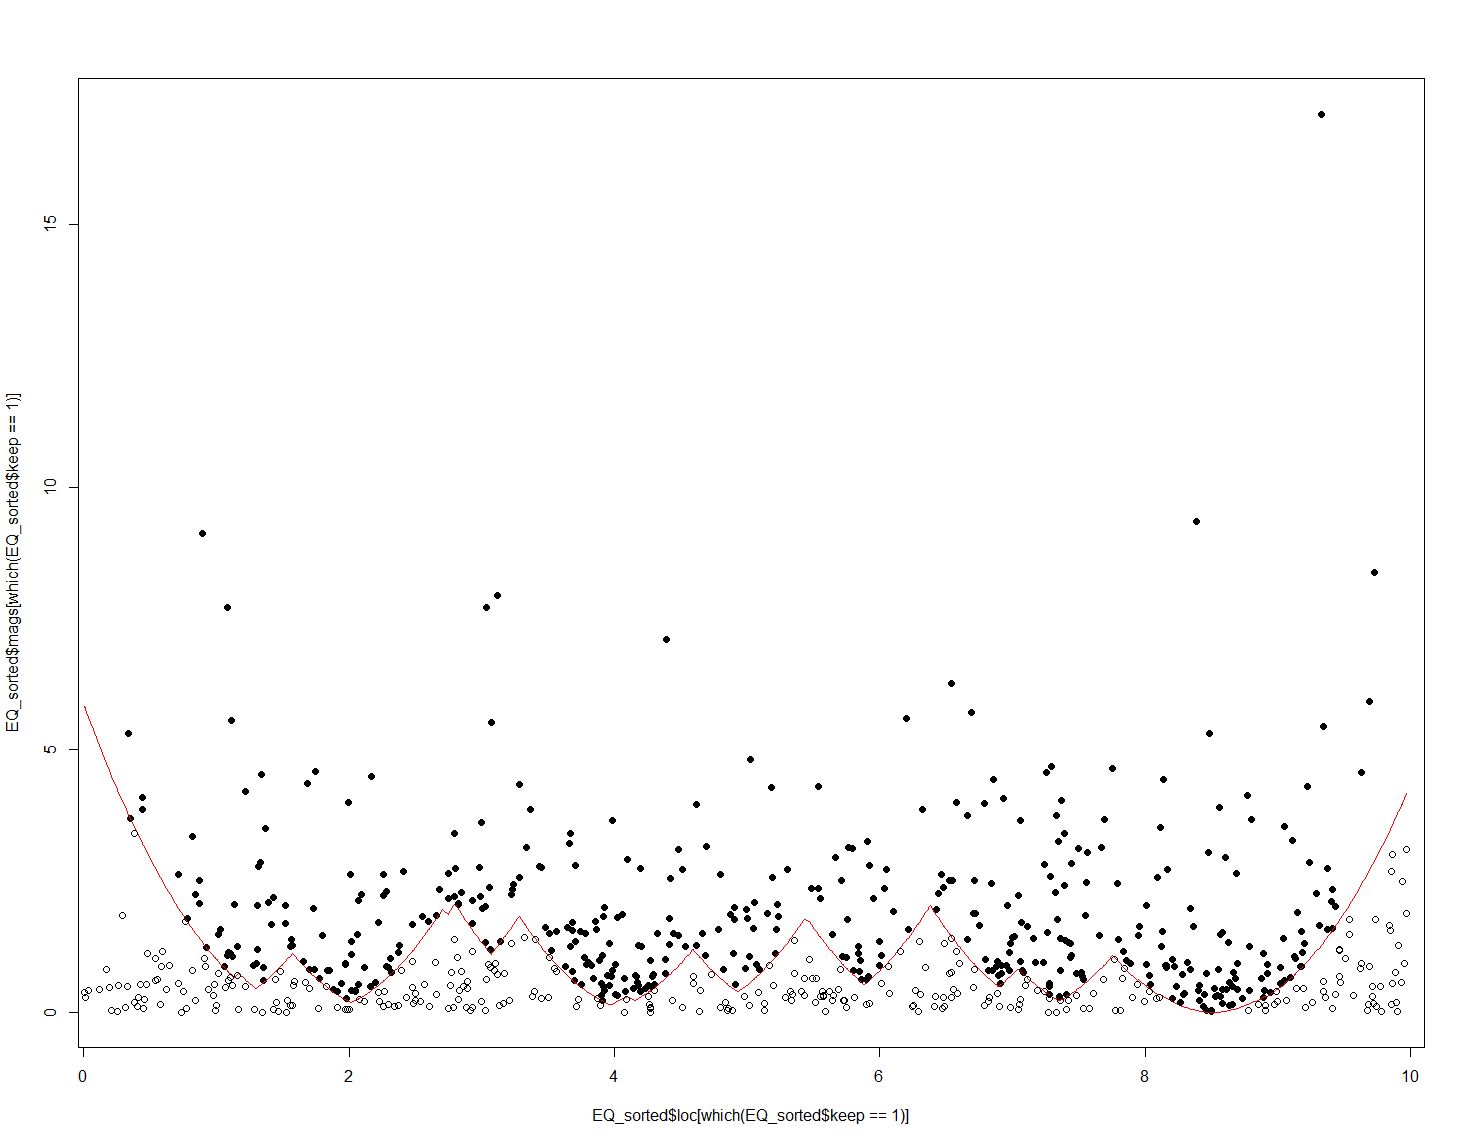 15
10
5
0
EQ_sorted$mags[which(EQ_sorted$keep == 1)]
0 2 4 6 8 10
EQ_sorted$loc[which(EQ_sorted$keep == 1)]